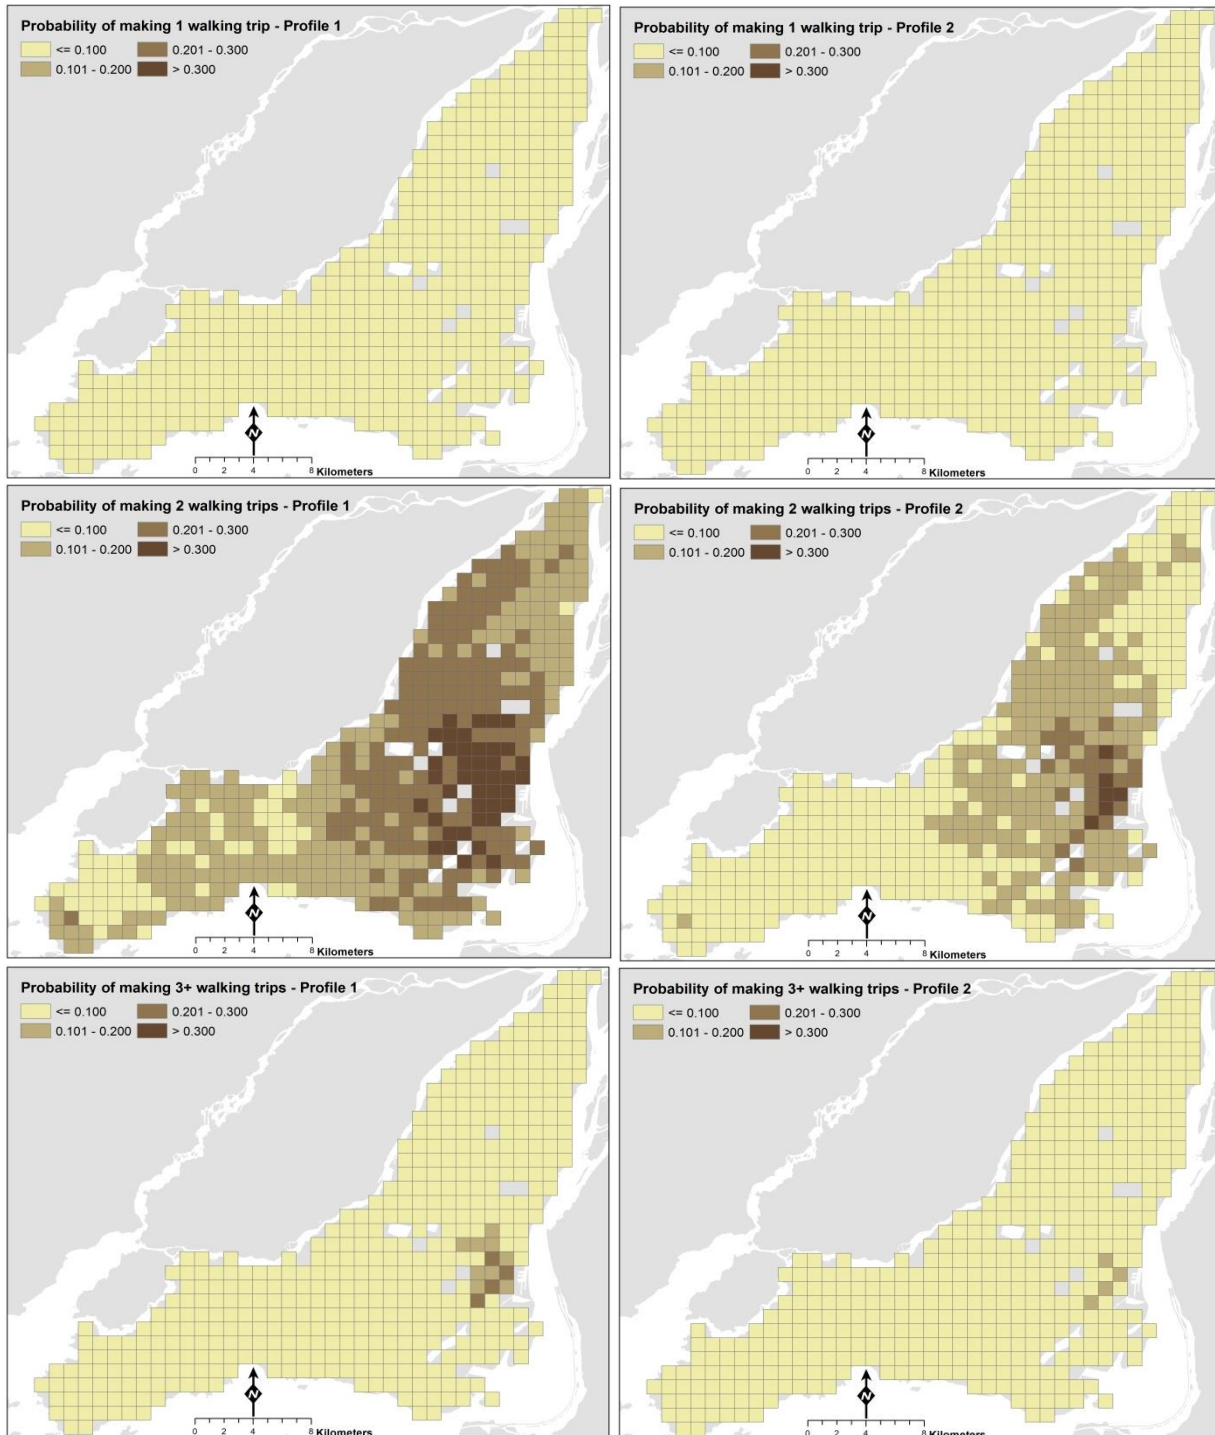 Probability of making 1 walking trip - Profile 1
<= 0.100 0.201 - 0.300
0.101 - 0.200 > 0.300
N
0 2 4 8 Kilometers
Probability of making 1 walking trip - Profile 2
<= 0.100 0.201 - 0.300
0.101 - 0.200 > 0.300
N
0 2 4 8 Kilometers
Probability of making 2 walking trips - Profile 1
<= 0.100 0.201 - 0.300
0.101 - 0.200 > 0.300
N
0 2 4 8 Kilometers
Probability of making 2 walking trips - Profile 2
<= 0.100 0.201 - 0.300
0.101 - 0.200 > 0.300
N
0 2 4 8 Kilometers
Probability of making 3+ walking trips - Profile 1
<= 0.100 0.201 - 0.300
0.101 - 0.200 > 0.300
N
0 2 4 8 Kilometers
Probability of making 3+ walking trips - Profile 2
<= 0.100 0.201 - 0.300
0.101 - 0.200 > 0.300
N
0 2 4 8 Kilometers